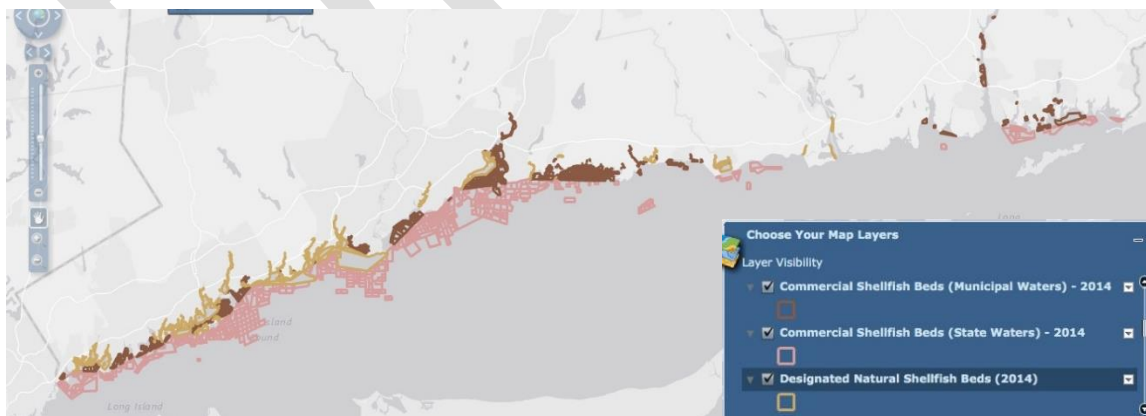 Island
Sound
Long
Long Island
Choose Your Map Layers
Layer Visibility
Commercial Shellfish Beds (Municipal Waters) - 2014
Commercial Shellfish Beds (State Waters) - 2014
Designated Natural Shellfish Beds (2014)